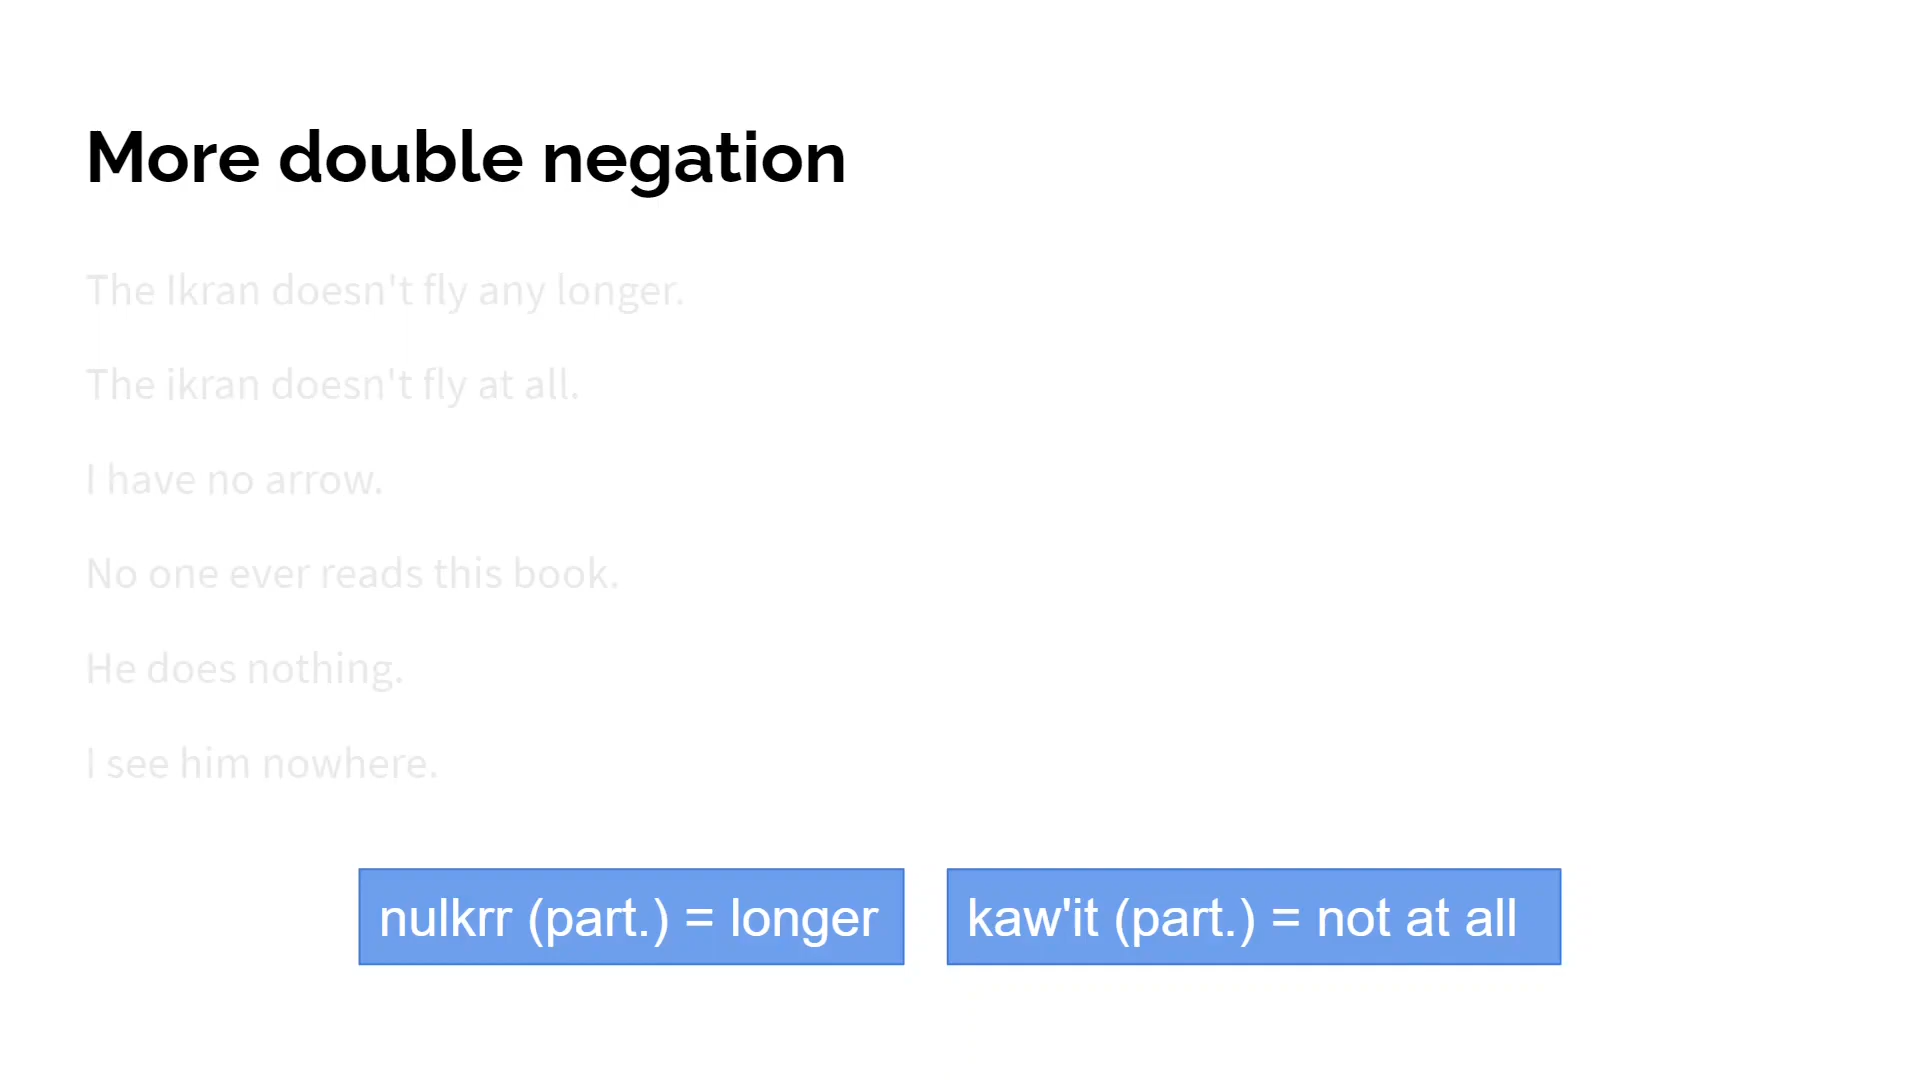 More double negation
The Ikran doesn't fly any longer.
The ikran doesn't fly at all.
I have no arrow.
No one ever reads this book.
He does nothing.
I see him nowhere.
nulkrr (part.) = longer
kaw'it (part.) = not at all